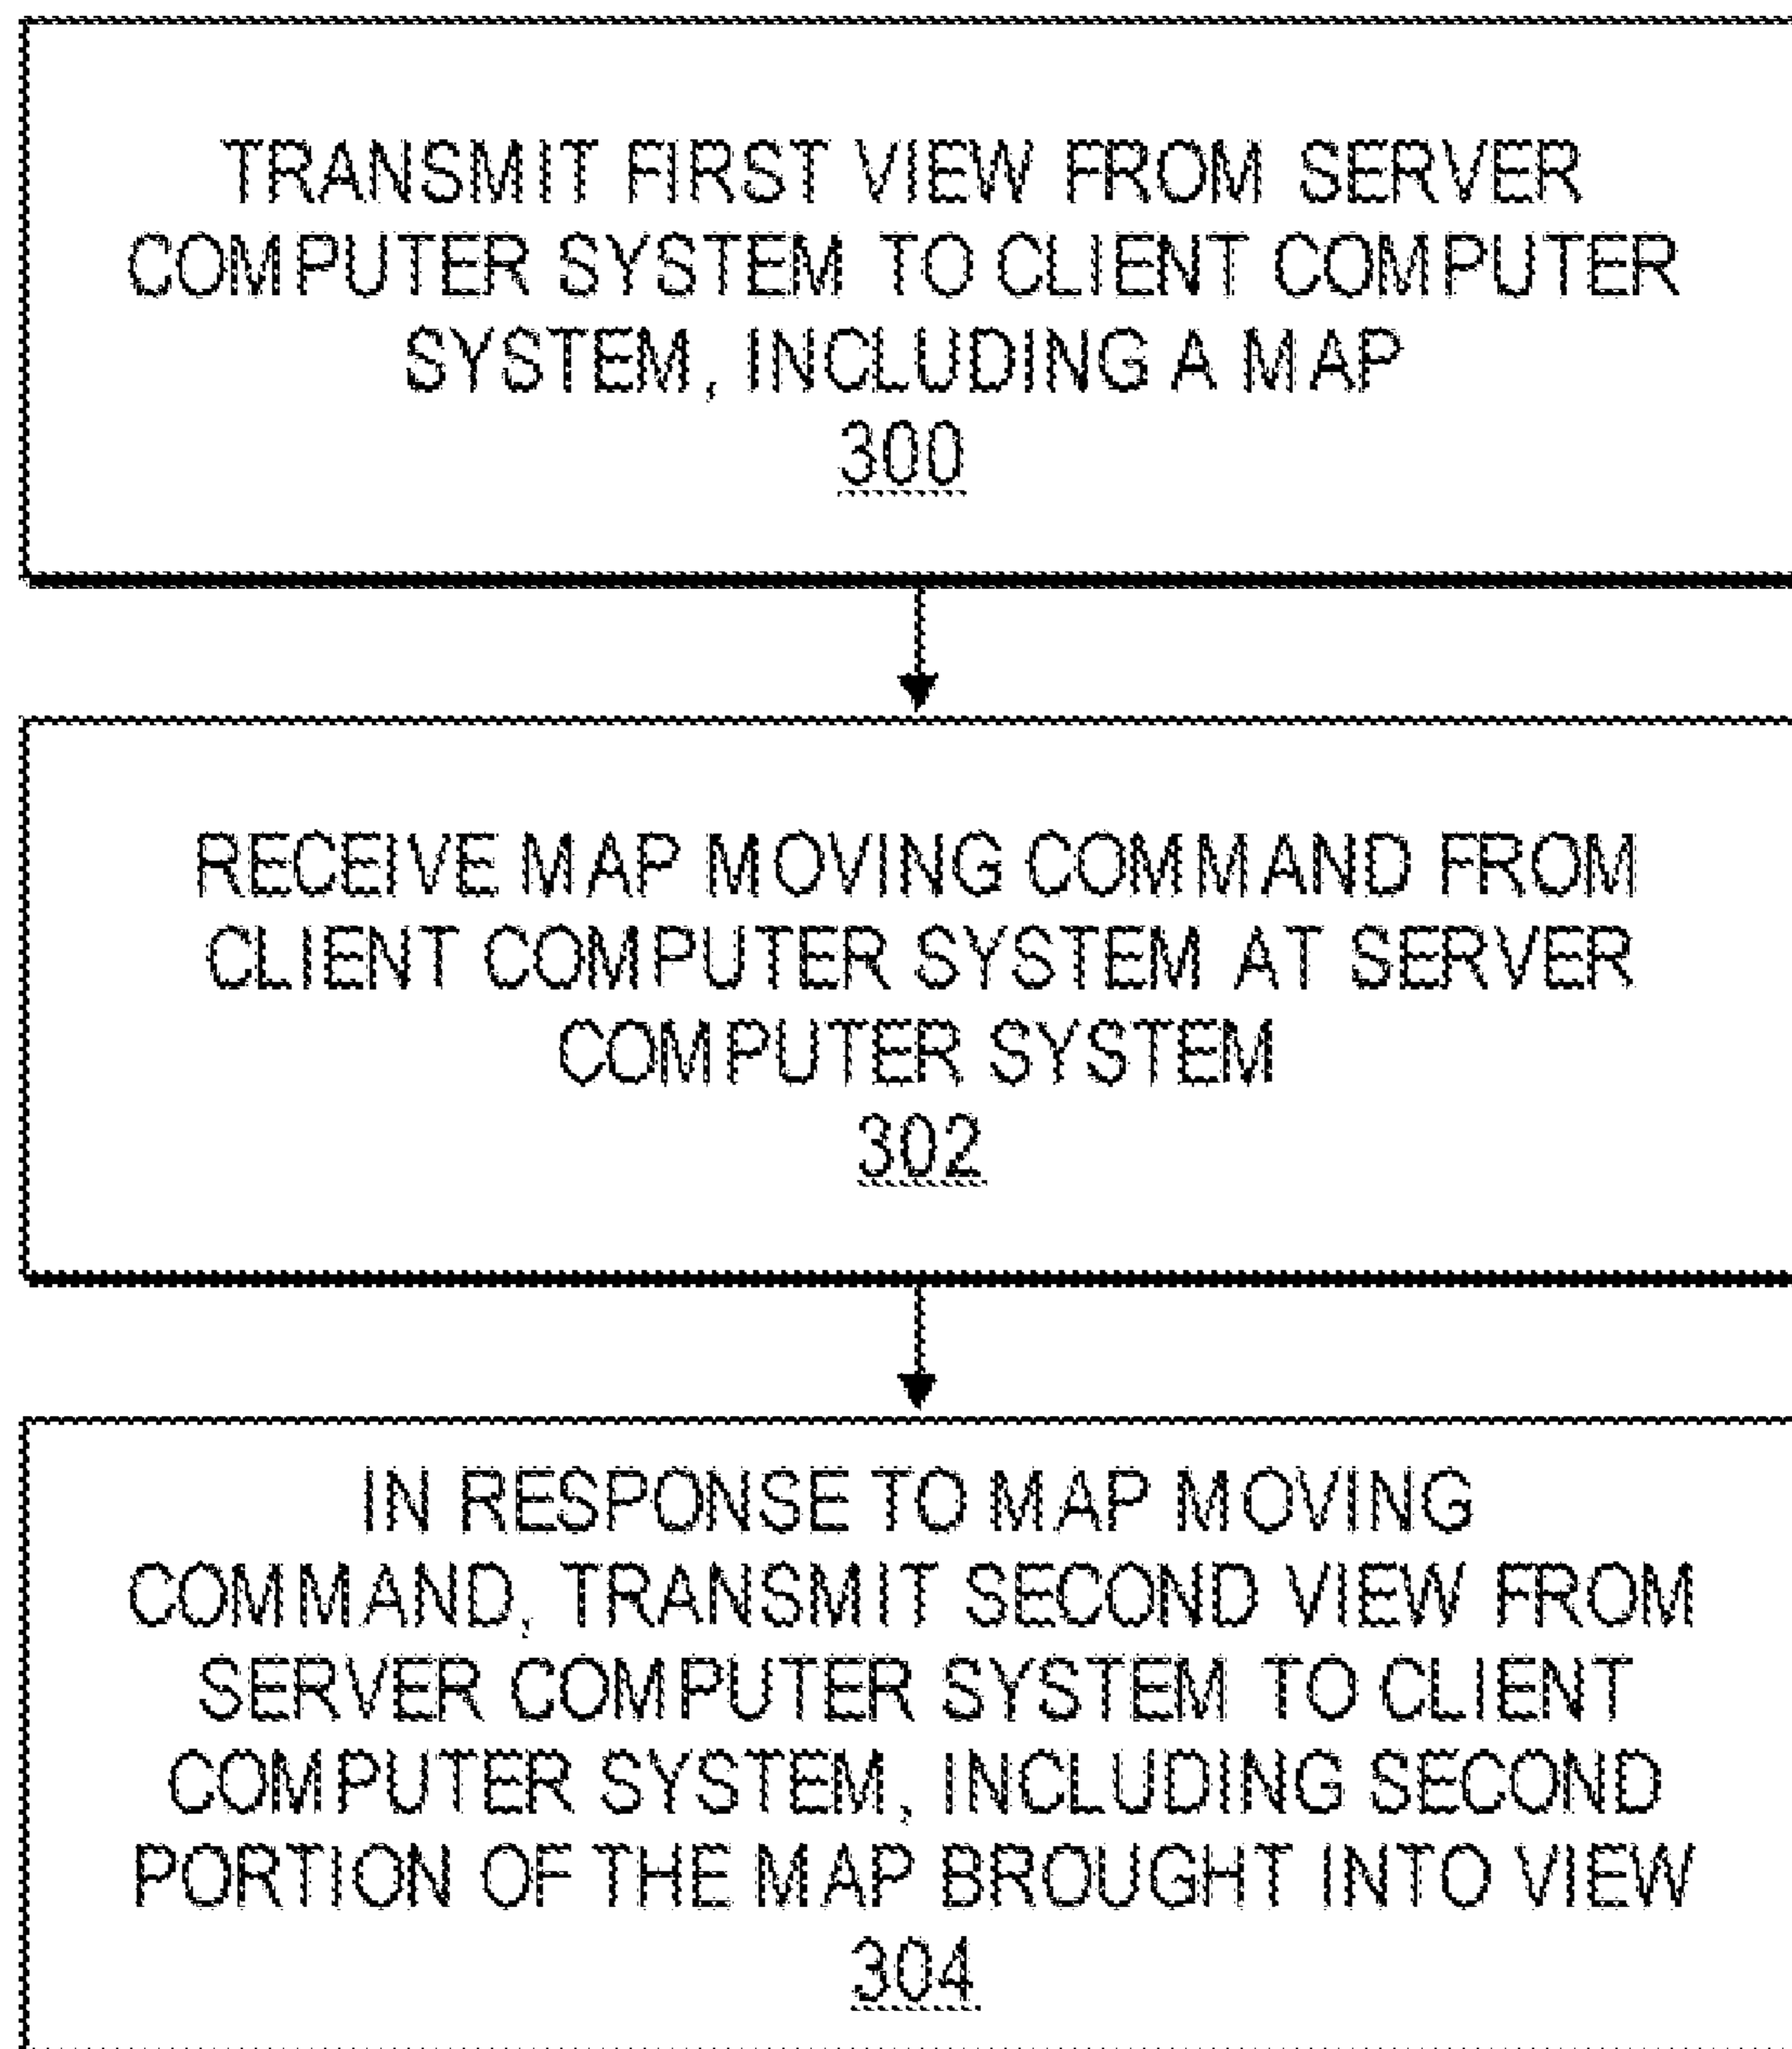 TRANSMIT FIRST VIEW FROM SERVER
COMPUTER SYSTEM TO CLIENT COMPUTER
SYSTEM, INCLUDING A MAP
300
RECEIVE MAP MOVING COMMAND FROM
CLIENT COMPUTER SYSTEM AT SERVER
COMPUTER SYSTEM
302
IN RESPONSE TO MAP MOVING
COMMAND, TRANSMIT SECOND VIEW FROM
SERVER COMPUTER SYSTEM TO CLIENT
COMPUTER SYSTEM, INCLUDING SECOND
PORTION OF THE MAP BROUGHT INTO VIEW
304